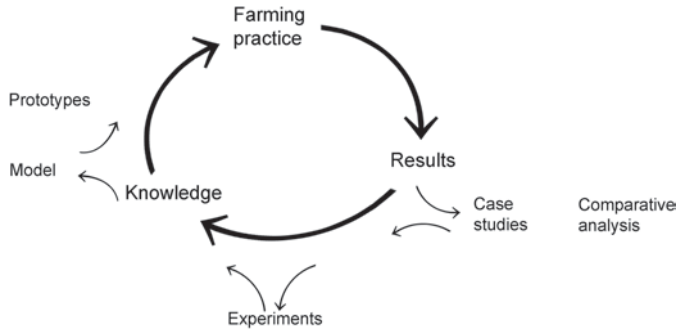 Farming
practice
Prototypes
Results
Model
Knowledge
Case
studies
Comparative
analysis
Experiments